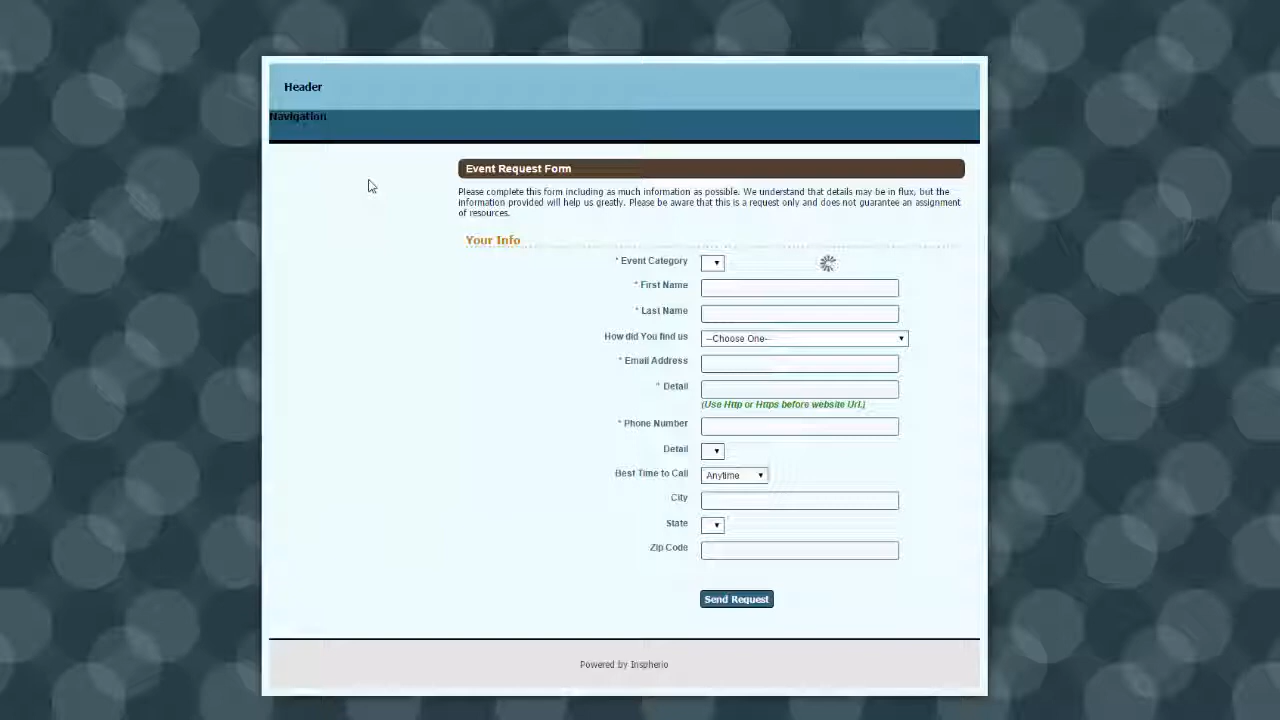 Header
Navigation
Event Request Form
Please complete this form including as much information as possible. We understand that details may be in flux, but the
information provided will help us greatly. Please be aware that this is a request only and does not guarantee an assignment
of resources.
Your Info
* Event Category
* First Name
* Last Name
How did You find us --Choose One--
* Email Address
* Detail
(Use Http or Https before website Url.)
* Phone Number
Detail
Best Time to Call Anytime
City
State
Zip Code
Send Request
Powered by Inspherio